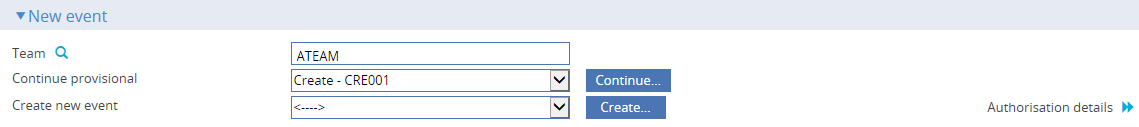 New event
Team ATEAM
Continue provisional Create - CRE001 Continue...
Create new event <----> Create... Authorisation details